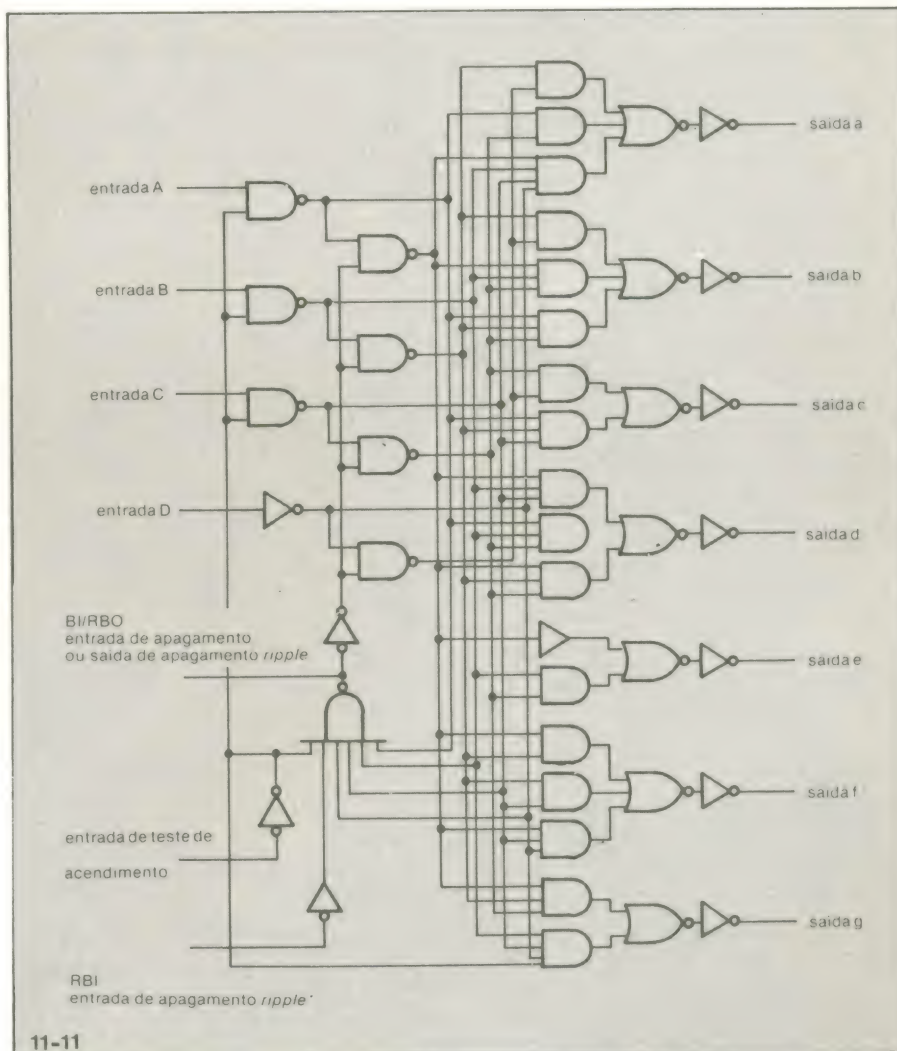 saída a
entrada A
saída b
entrada B
saída c
entrada C
saída d
entrada D
BI/RBO
entrada de apagamento
ou saída de apagamento ripple
saída e
saída f
entrada de teste de
acendimento
saída g
RBI
entrada de apagamento ripple
11-11